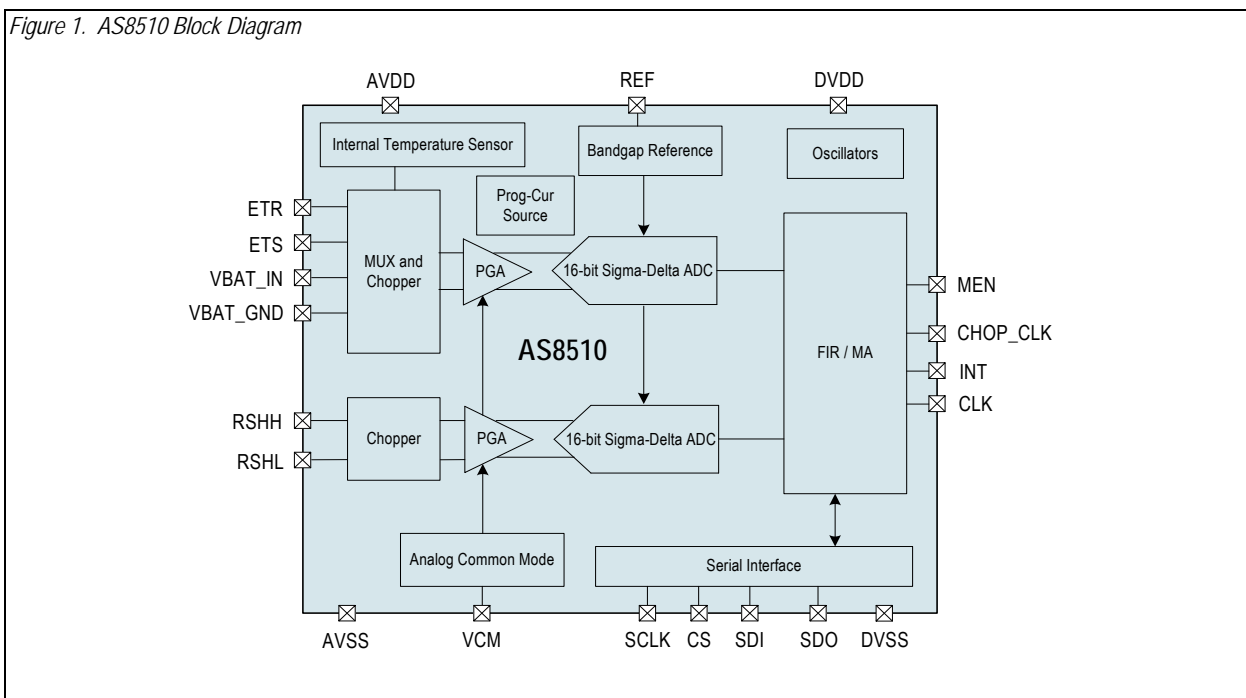 Figure 1. AS8510 Block Diagram
AVDD
REF
DVDD
Internal Temperature Sensor
Bandgap Reference
Oscillators
Prog-Cur
Source
ETR
ETS
VBAT_IN
VBAT_GND
MUX and
Chopper
PGA
16-bit Sigma-Delta ADC
AS8510
FIR / MA
MEN
CHOP_CLK
INT
CLK
RSHH
RSHL
Chopper
PGA
16-bit Sigma-Delta ADC
Analog Common Mode
Serial Interface
AVSS
VCM
SCLK
CS
SDI
SDO
DVSS